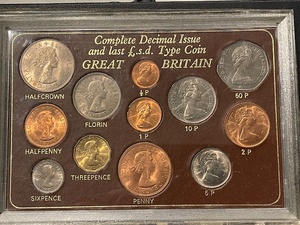 Complete Decimal Issue
and last £.s.d. Type Coin
GREAT BRITAIN
HALFCROWN
FLORIN
½ P
10 P
50 P
HALFPENNY
1 P
2 P
THREEPENCE
SIXPENCE
PENNY
5 P